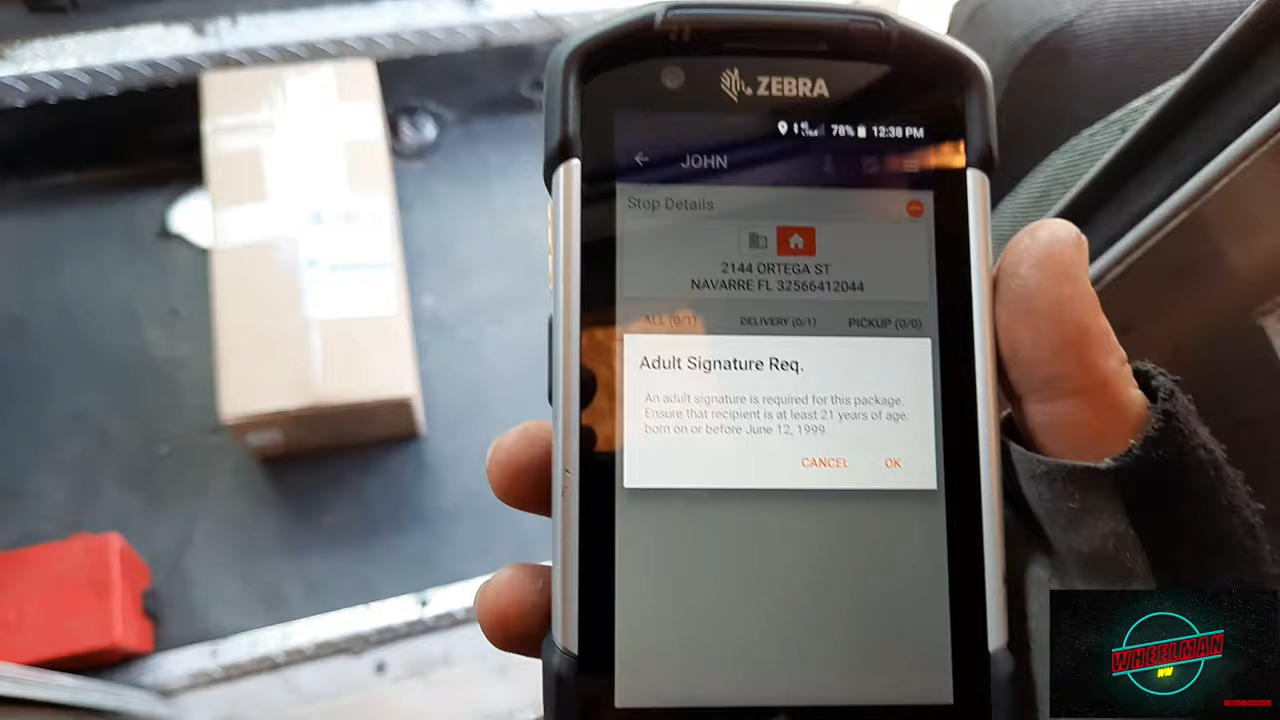 ZEBRA
78% 12:38 PM
JOHN
Stop Details
2144 ORTEGA ST
NAVARRE FL 32566412044
ALL (0/1) DELIVERY (0/1) PICKUP (0/0)
Adult Signature Req.
An adult signature is required for this package.
Ensure that recipient is at least 21 years of age:
born on or before June 12, 1999.
CANCEL OK
WHEELMAN
WM